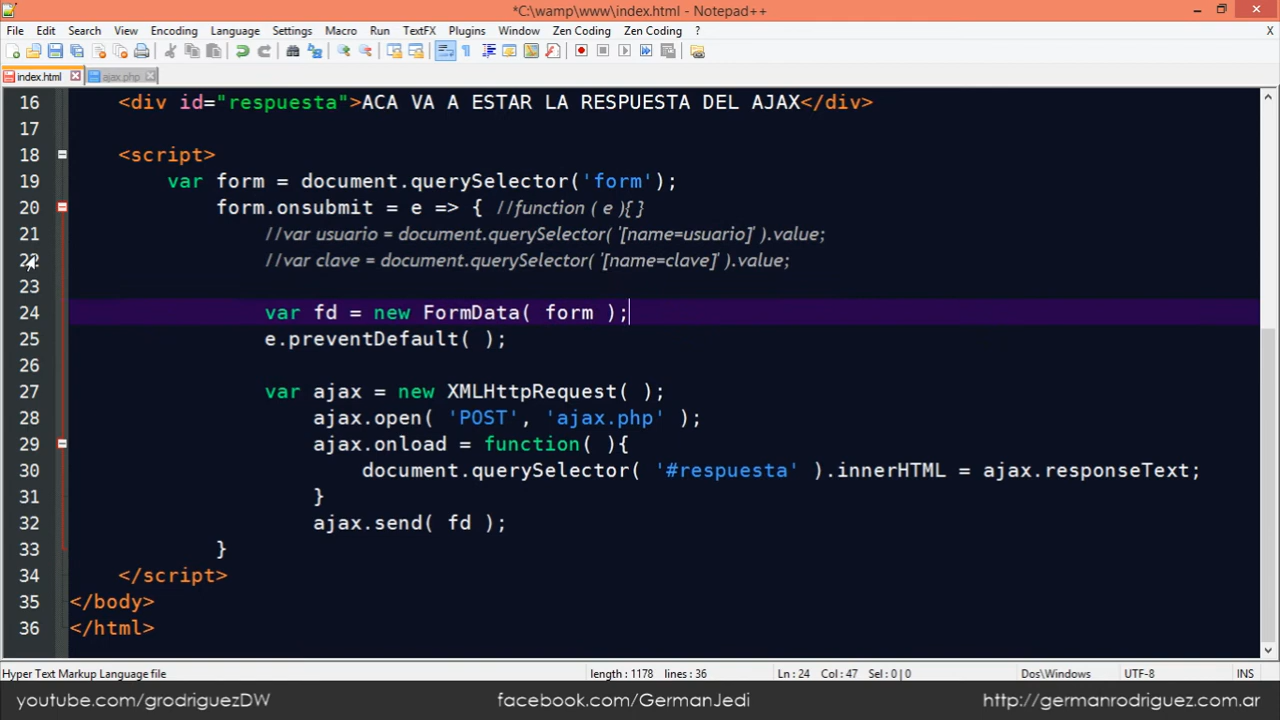 *C:\wamp\www\index.html - Notepad++
File Edit Search View Encoding Language Settings Macro Run TextFX Plugins Window Zen Coding Zen Coding ? X
index.html ajax.php
16 <div id="respuesta">ACA VA A ESTAR LA RESPUESTA DEL AJAX</div>
17
18 <script>
19 var form = document.querySelector('form');
20 form.onsubmit = e => { //function ( e ){ }
21 //var usuario = document.querySelector( '[name=usuario]' ).value;
22 //var clave = document.querySelector( '[name=clave]' ).value;
23
24 var fd = new FormData( form );
25 e.preventDefault( );
26
27 var ajax = new XMLHttpRequest( );
28 ajax.open( 'POST', 'ajax.php' );
29 ajax.onload = function( ){
30 document.querySelector( '#respuesta' ).innerHTML = ajax.responseText;
31 }
32 ajax.send( fd );
33 }
34 </script>
35 </body>
36 </html>
Hyper Text Markup Language file length : 1178 lines : 36 Ln : 24 Col : 47 Sel : 0 | 0 Dos\Windows UTF-8 INS
youtube.com/grodriguezDW facebook.com/GermanJedi http://germanrodriguez.com.ar